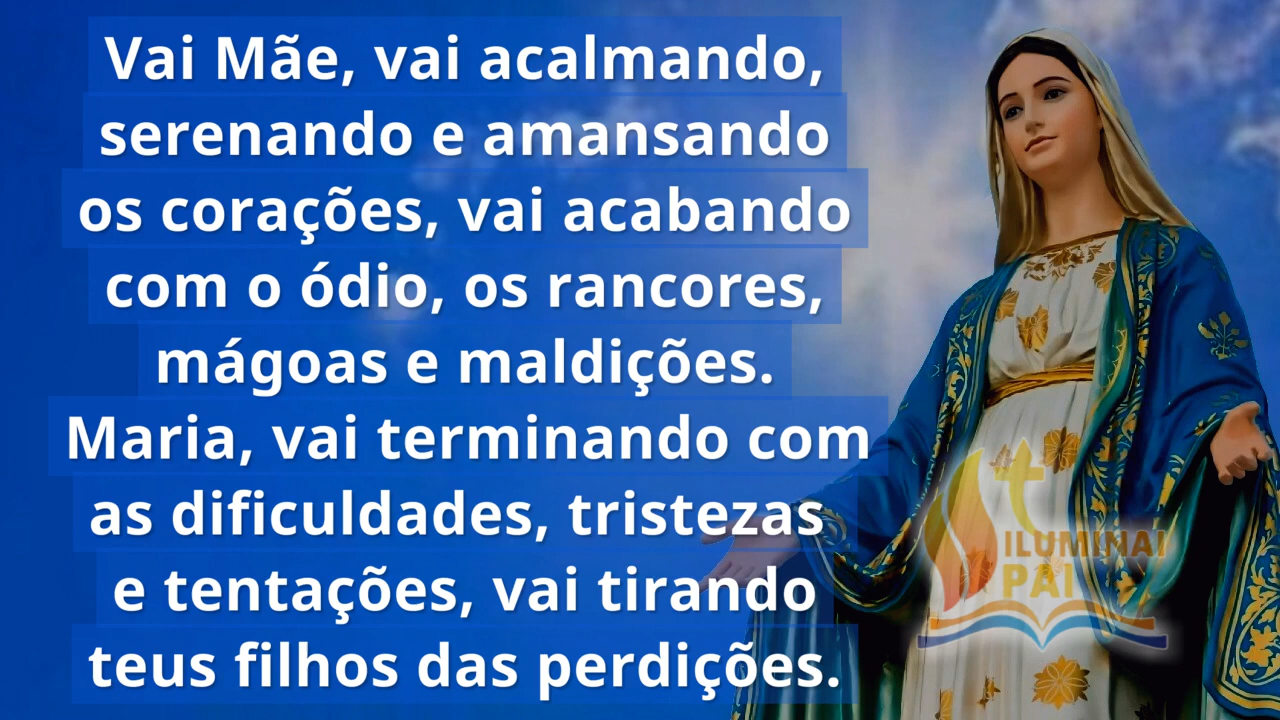 Vai Mãe, vai acalmando,
serenando e amansando
os corações, vai acabando
com o ódio, os rancores,
mágoas e maldições.
Maria, vai terminando com
as dificuldades, tristezas
e tentações, vai tirando
teus filhos das perdições.
ILUMINAI
PAI